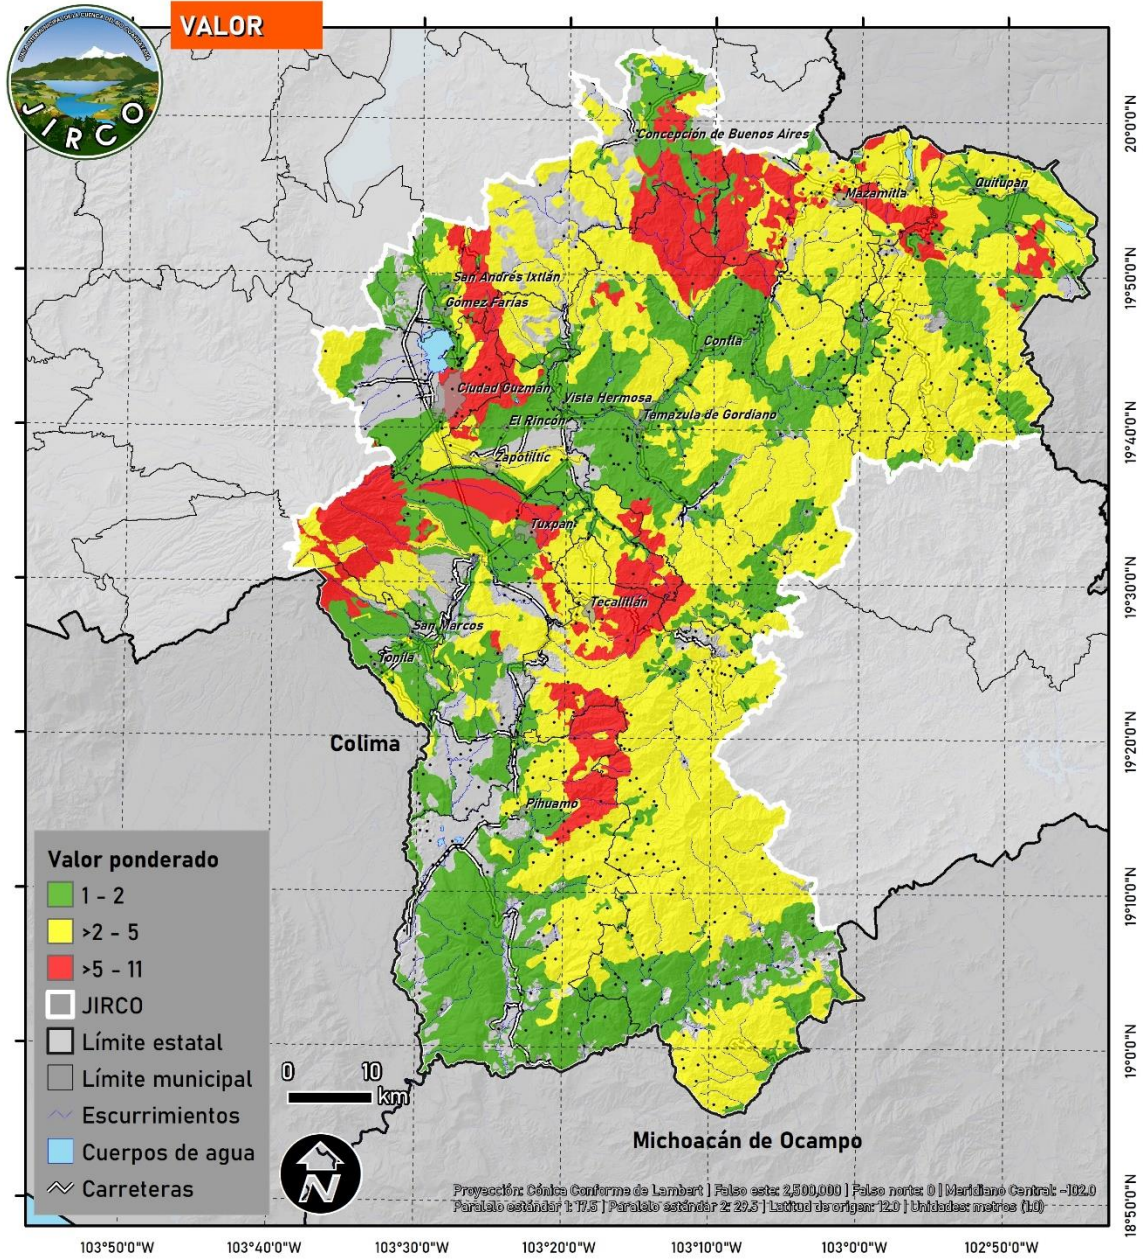 VALOR
JIRCO
Concepción de Buenos Aires
Mazamitla
Quitupan
San Andrés Ixtlán
Gómez Farías
Contla
Ciudad Guzmán
Vista Hermosa
Tamazula de Gordiano
El Rincón
Zapotiltic
Tuxpan
Tecalitlán
San Marcos
Tonila
Colima
Pihuamo
Michoacán de Ocampo
Valor ponderado
1 - 2
>2 - 5
>5 - 11
JIRCO
Límite estatal
Límite municipal
Escurrimientos
Cuerpos de agua
Carreteras
0 10
km
N
Proyección: Cónica Conforme de Lambert | Falso este: 2,500,000 | Falso norte: 0 | Meridiano Central: -102.0
Paralelo estándar 1: 17.5 | Paralelo estándar 2: 29.5 | Latitud de origen: 12.0 | Unidades: metros (1.0)
20°0'0"N
19°50'0"N
19°40'0"N
19°30'0"N
19°20'0"N
19°10'0"N
19°0'0"N
18°50'0"N
103°50'0"W 103°40'0"W 103°30'0"W 103°20'0"W 103°10'0"W 103°0'0"W 102°50'0"W